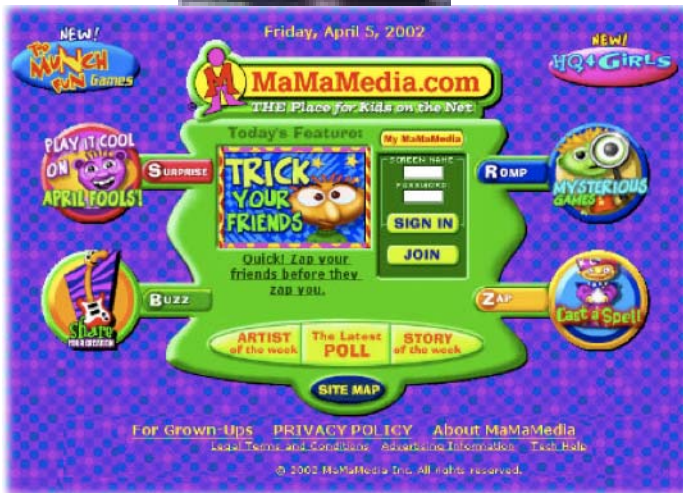 Friday, April 5, 2002
NEW!
The MUNCH FUN Games
NEW!
HQ4GIRLS
MaMaMedia.com
THE Place for Kids on the Net
PLAY IT COOL
ON
APRIL FOOLS'!
SURPRISE
Today's Feature:
TRICK
YOUR
FRIENDS
Quick! Zap your
friends before they
zap you.
My MaMaMedia
SCREEN NAME
PASSWORD:
SIGN IN
JOIN
ROMP
MYSTERIOUS
GAMES
BUZZ
Share
YOUR CREATION
ZAP
Cast a Spell
ARTIST
of the week
The Latest
POLL
STORY
of the week
SITE MAP
For Grown-Ups PRIVACY POLICY About MaMaMedia
Legal Terms and Conditions Advertising Information Tech Help
© 2002 MaMaMedia Inc. All rights reserved.